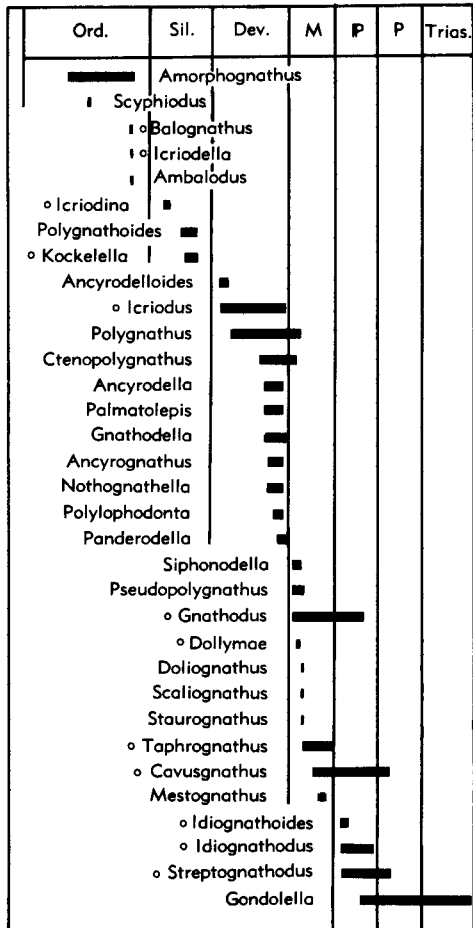 Ord. Sil. Dev. M IP P Trias.
Amorphognathus
Scyphiodus
○ Balognathus
○ Icriodella
Ambalodus
○ Icriodina
Polygnathoides
○ Kockelella
Ancyrodelloides
○ Icriodus
Polygnathus
Ctenopolygnathus
Ancyrodella
Palmatolepis
Gnathodella
Ancyrognathus
Nothognathella
Polylophodonta
Panderodella
Siphonodella
Pseudopolygnathus
○ Gnathodus
○ Dollymae
Doliognathus
Scaliognathus
Staurognathus
○ Taphrognathus
○ Cavusgnathus
Mestognathus
○ Idiognathoides
○ Idiognathodus
○ Streptognathodus
Gondolella